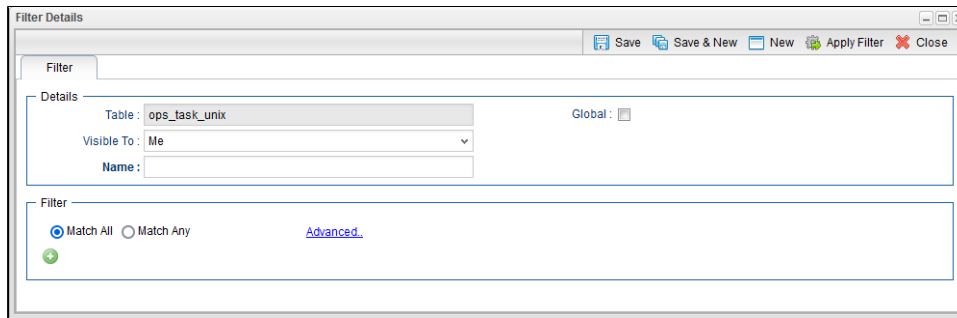 Filter Details
Save Save & New New Apply Filter Close
Filter
Details
Table : ops_task_unix Global :
Visible To : Me
Name :
Filter
Match All Match Any Advanced..